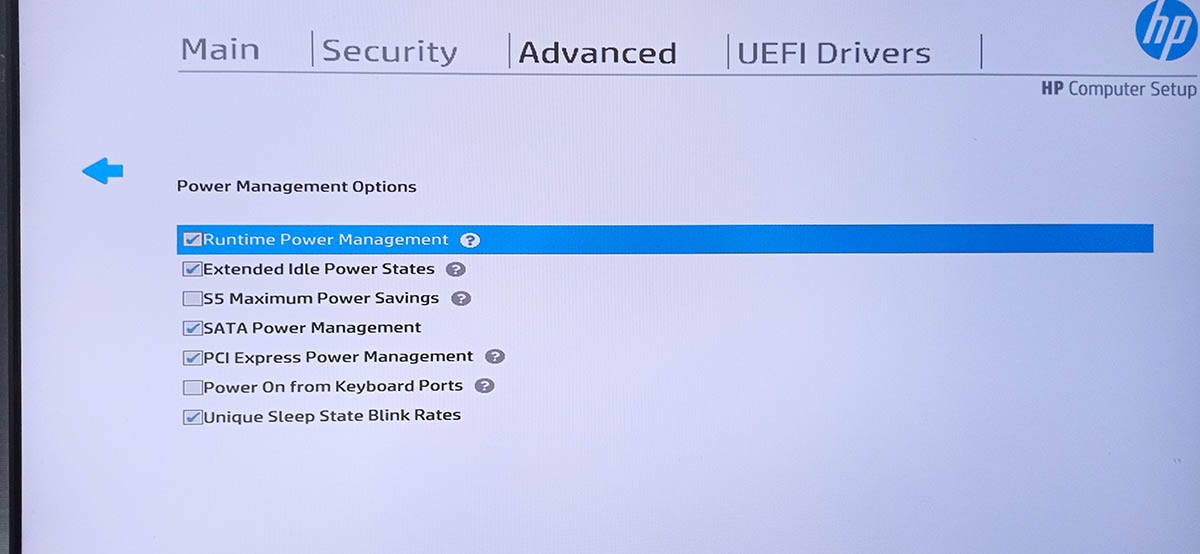 Main Security Advanced UEFI Drivers
hp
HP Computer Setup
Power Management Options
Runtime Power Management ?
Extended Idle Power States ?
S5 Maximum Power Savings ?
SATA Power Management
PCI Express Power Management ?
Power On from Keyboard Ports ?
Unique Sleep State Blink Rates